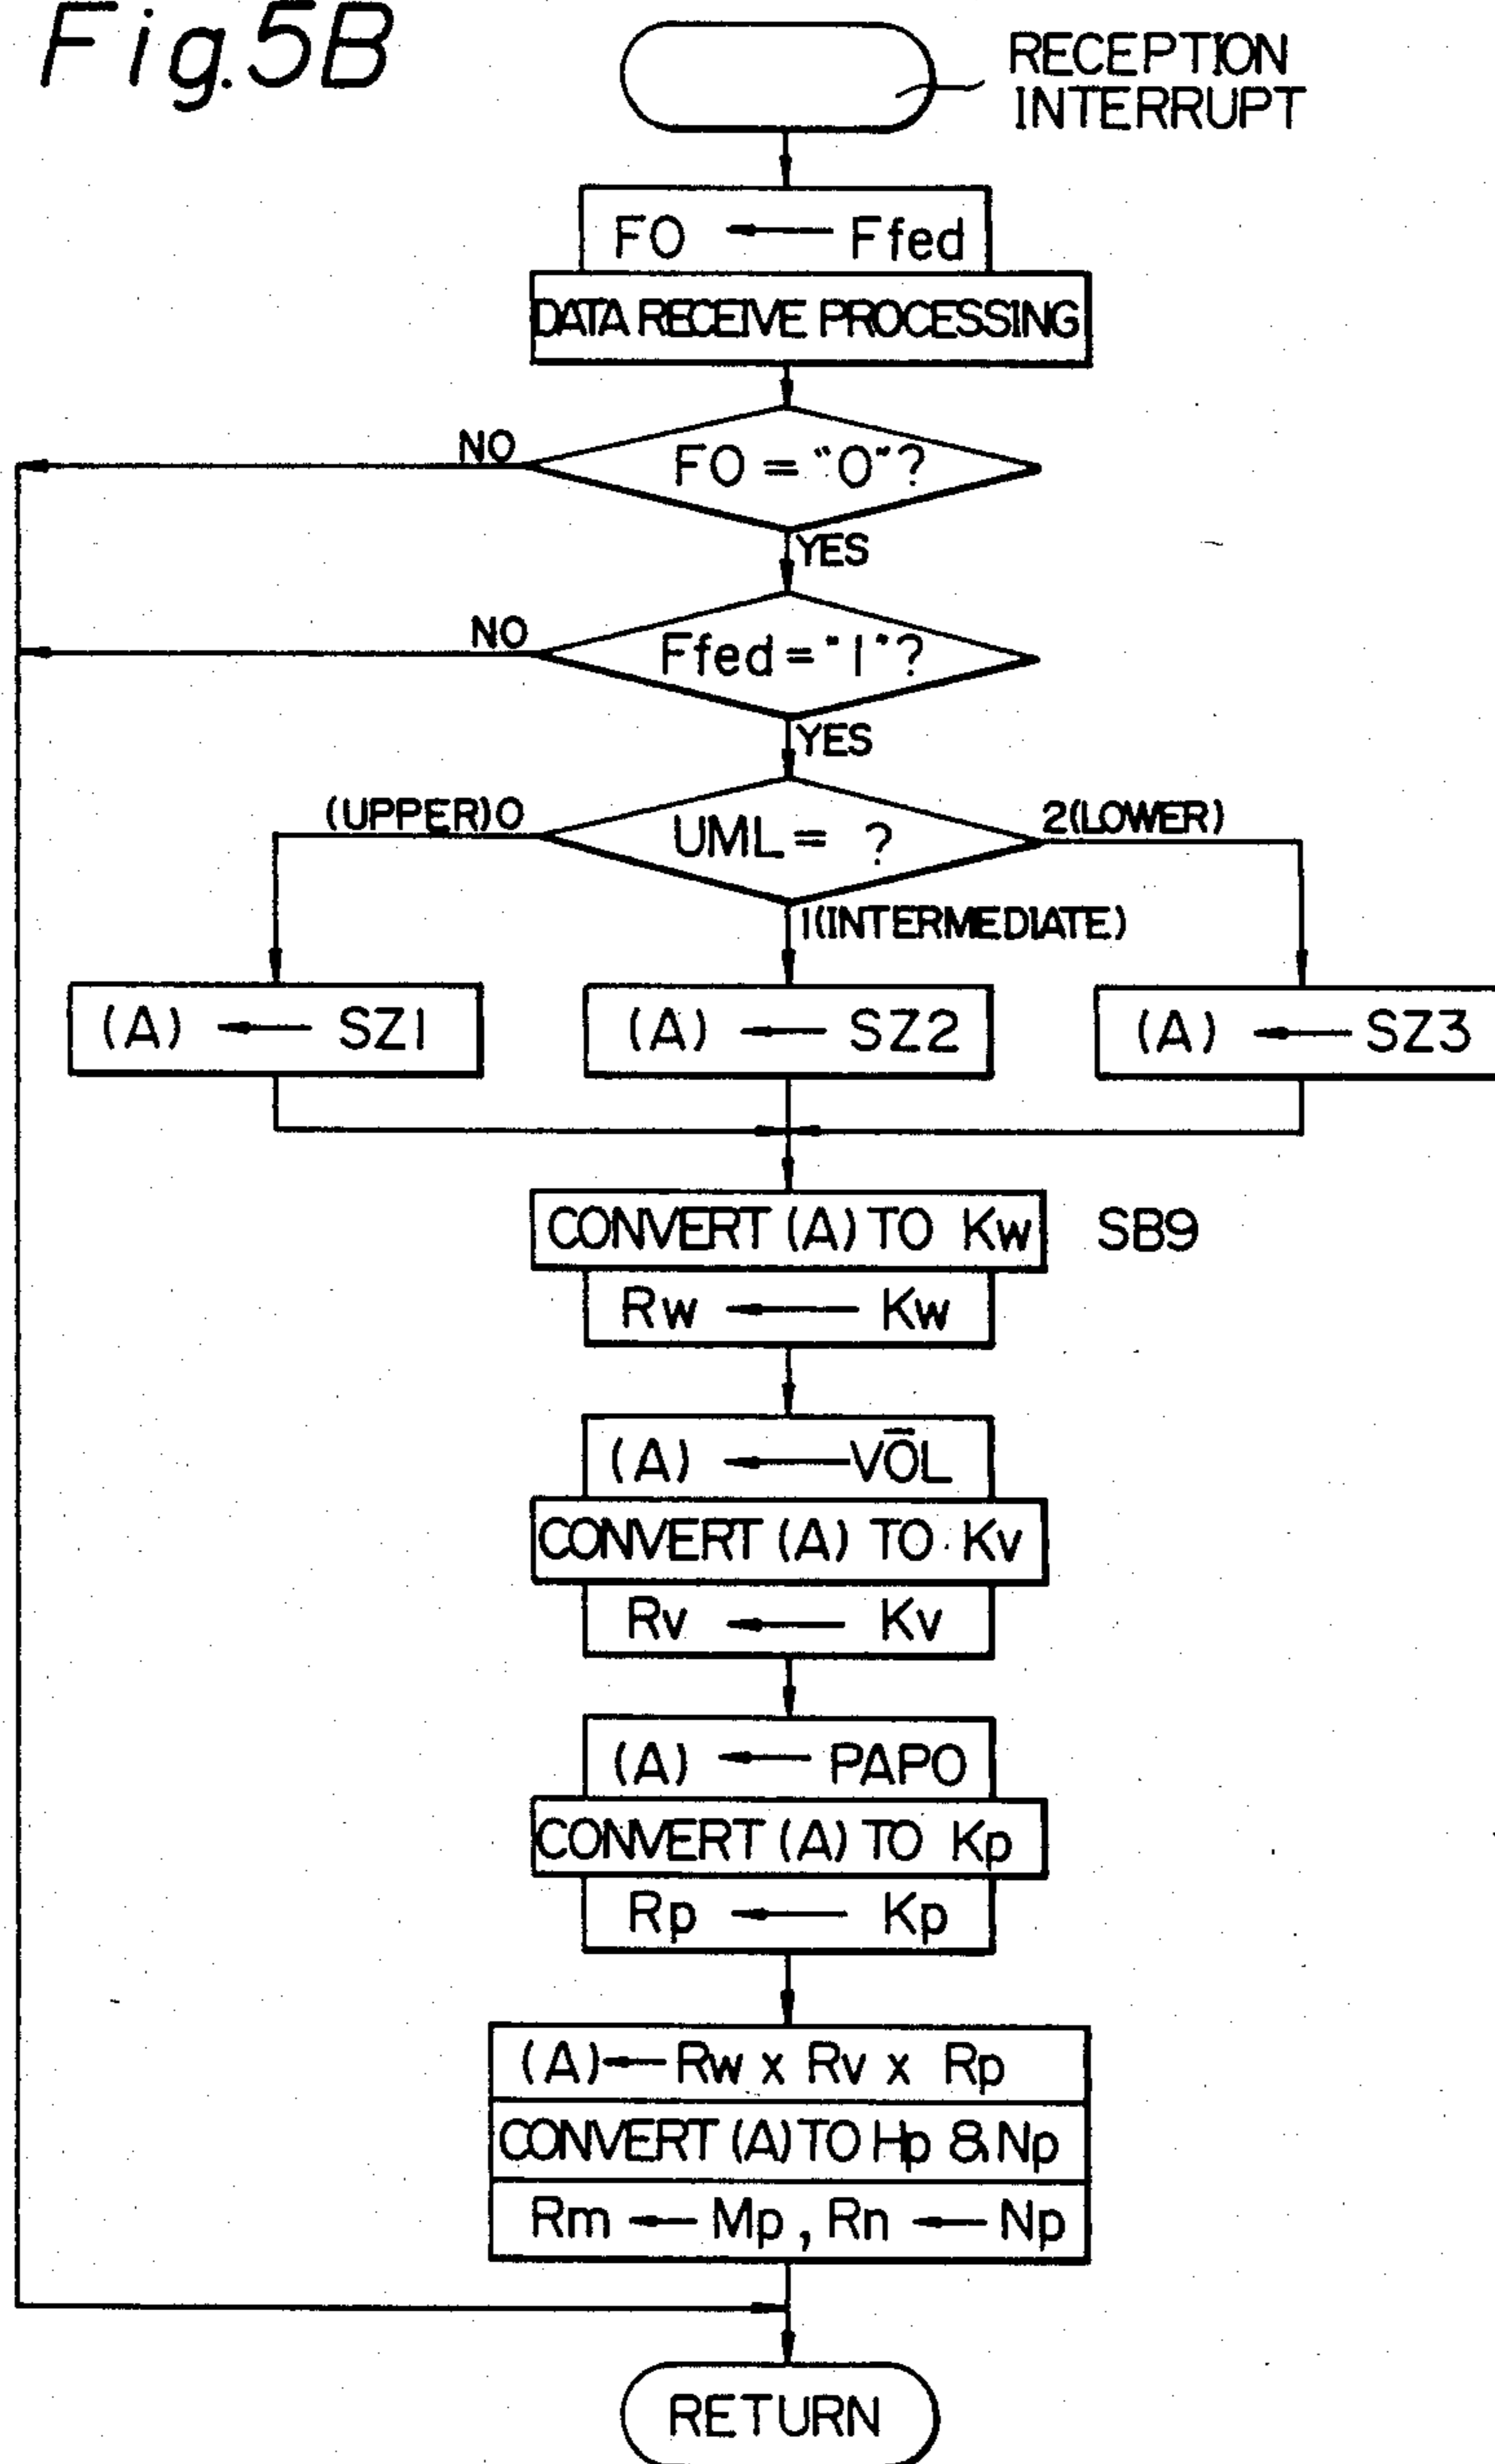 Fig.5B
RECEPTION
INTERRUPT
FO ← Ffed
DATA RECEIVE PROCESSING
NO
FO = "O"?
YES
NO
Ffed = "1"?
YES
(UPPER) 0
UML = ?
2(LOWER)
1(INTERMEDIATE)
(A) ← SZ1
(A) ← SZ2
(A) ← SZ3
CONVERT (A) TO Kw
SB9
Rw ← Kw
(A) ← VŌL
CONVERT (A) TO Kv
Rv ← Kv
(A) ← PAPO
CONVERT (A) TO Kp
Rp ← Kp
(A) ← Rw x Rv x Rp
CONVERT (A) TO Hp & Np
Rm ← Mp, Rn ← Np
RETURN